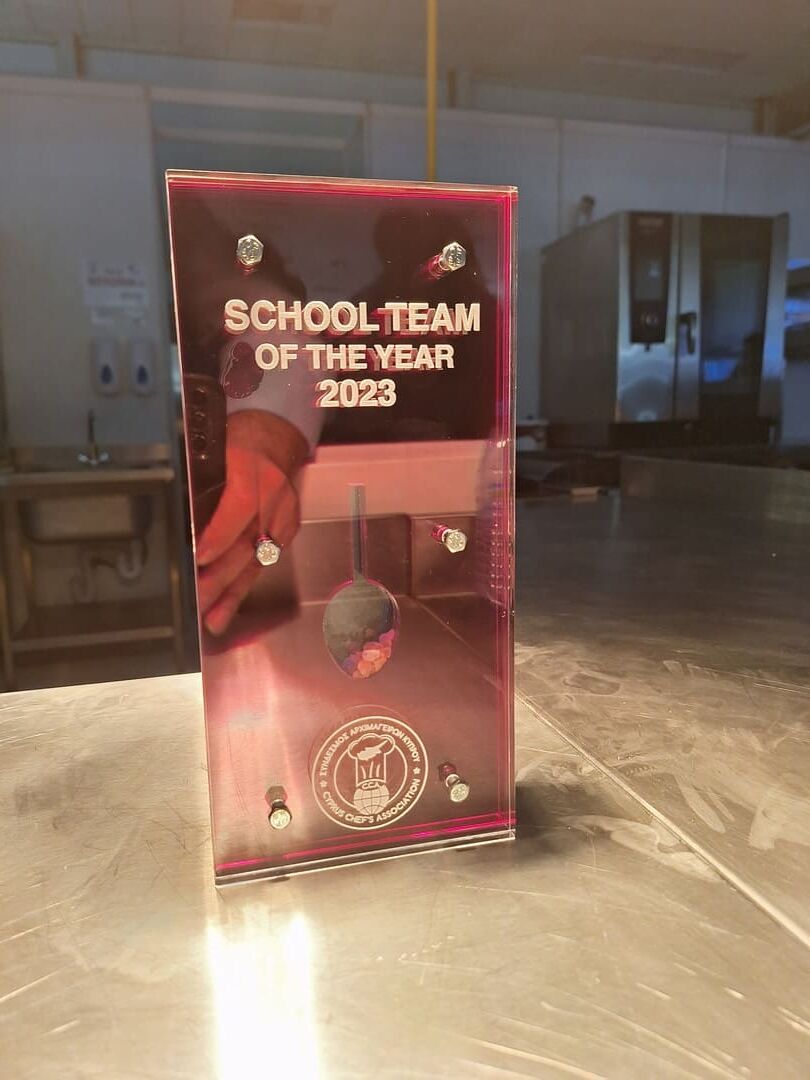 SCHOOL TEAM
OF THE YEAR
2023
ΣΥΝΔΕΣΜΟΣ ΑΡΧΙΜΑΓΕΙΡΩΝ ΚΥΠΡΟΥ
C.C.A
CYPRUS CHEF'S ASSOCIATION